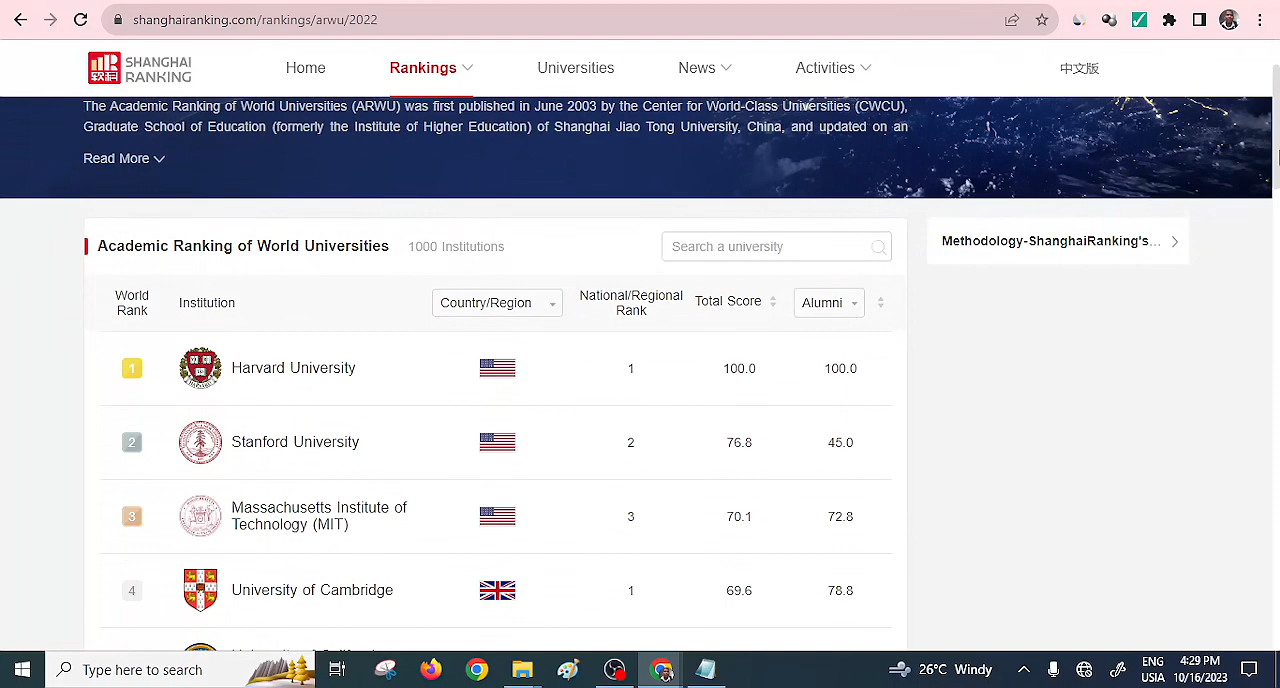 shanghairanking.com/rankings/arwu/2022
软科
SHANGHAI
RANKING
Home
Rankings
Universities
News
Activities
中文版
The Academic Ranking of World Universities (ARWU) was first published in June 2003 by the Center for World-Class Universities (CWCU),
Graduate School of Education (formerly the Institute of Higher Education) of Shanghai Jiao Tong University, China, and updated on an
Read More
Academic Ranking of World Universities 1000 Institutions
Search a university
Methodology-ShanghaiRanking's...
World
Rank
Institution
Country/Region
National/Regional
Rank
Total Score
Alumni
1 Harvard University 1 100.0 100.0
2 Stanford University 2 76.8 45.0
3 Massachusetts Institute of
Technology (MIT) 3 70.1 72.8
4 University of Cambridge 1 69.6 78.8
Type here to search
26°C Windy
ENG
USIA
4:29 PM
10/16/2023